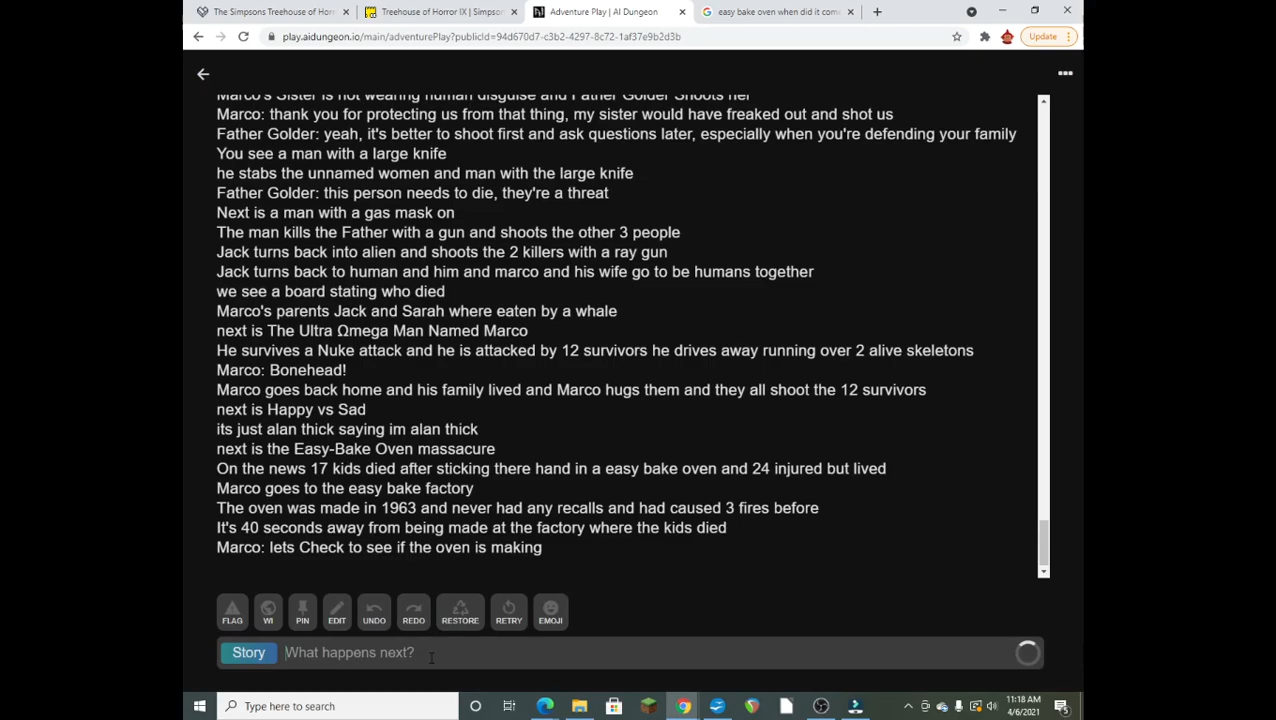 The Simpsons Treehouse of Horr
Treehouse of Horror IX | Simpson
Adventure Play | AI Dungeon
easy bake oven when did it come
play.aidungeon.io/main/adventurePlay?publicId=94d670d7-c3b2-4297-8c72-1af37e9b2d3b
Update
Marco's Sister is not wearing human disguise and Father Golder Shoots her
Marco: thank you for protecting us from that thing, my sister would have freaked out and shot us
Father Golder: yeah, it's better to shoot first and ask questions later, especially when you're defending your family
You see a man with a large knife
he stabs the unnamed women and man with the large knife
Father Golder: this person needs to die, they're a threat
Next is a man with a gas mask on
The man kills the Father with a gun and shoots the other 3 people
Jack turns back into alien and shoots the 2 killers with a ray gun
Jack turns back to human and him and marco and his wife go to be humans together
we see a board stating who died
Marco's parents Jack and Sarah where eaten by a whale
next is The Ultra Ωmega Man Named Marco
He survives a Nuke attack and he is attacked by 12 survivors he drives away running over 2 alive skeletons
Marco: Bonehead!
Marco goes back home and his family lived and Marco hugs them and they all shoot the 12 survivors
next is Happy vs Sad
its just alan thick saying im alan thick
next is the Easy-Bake Oven massacure
On the news 17 kids died after sticking there hand in a easy bake oven and 24 injured but lived
Marco goes to the easy bake factory
The oven was made in 1963 and never had any recalls and had caused 3 fires before
It's 40 seconds away from being made at the factory where the kids died
Marco: lets Check to see if the oven is making
FLAG WI PIN EDIT UNDO REDO RESTORE RETRY EMOJI
Story What happens next?
Type here to search
11:18 AM
4/6/2021
5